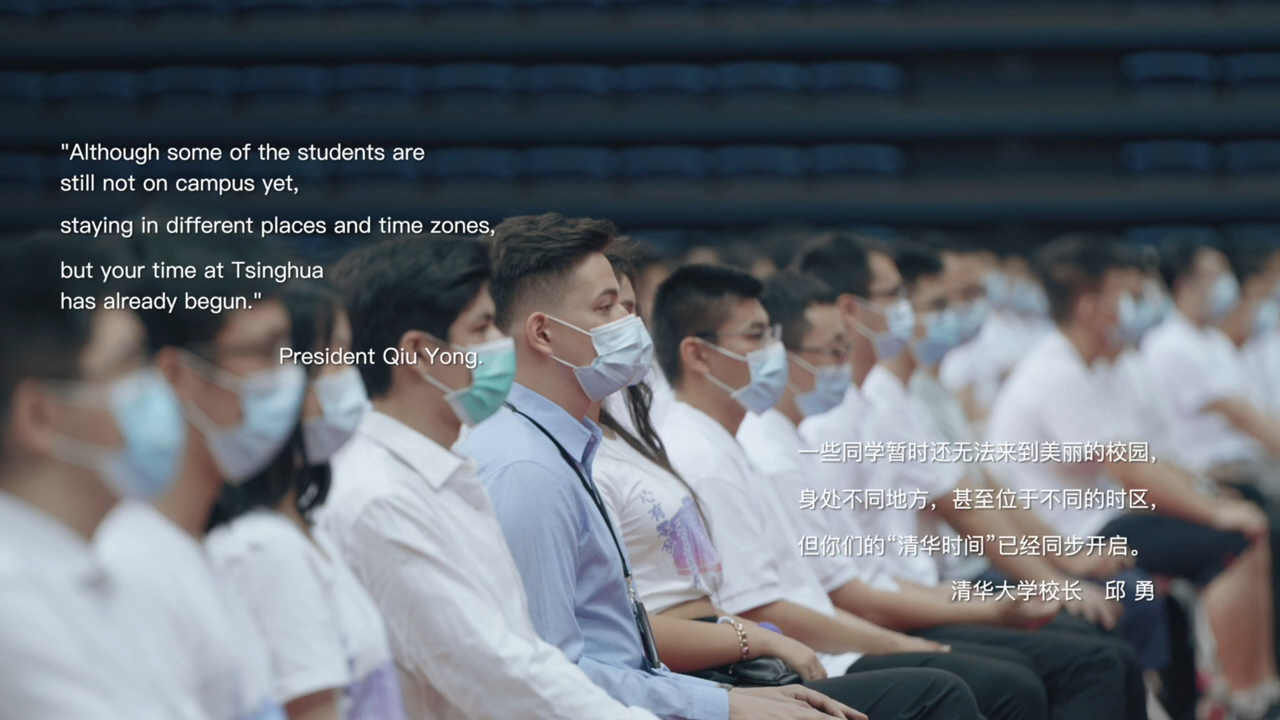 "Although some of the students are
still not on campus yet,
staying in different places and time zones,
but your time at Tsinghua
has already begun."
President Qiu Yong.
一些同学暂时还无法来到美丽的校园，
身处不同地方，甚至位于不同的时区，
但你们的“清华时间”已经同步开启。
清华大学校长 邱 勇
心有